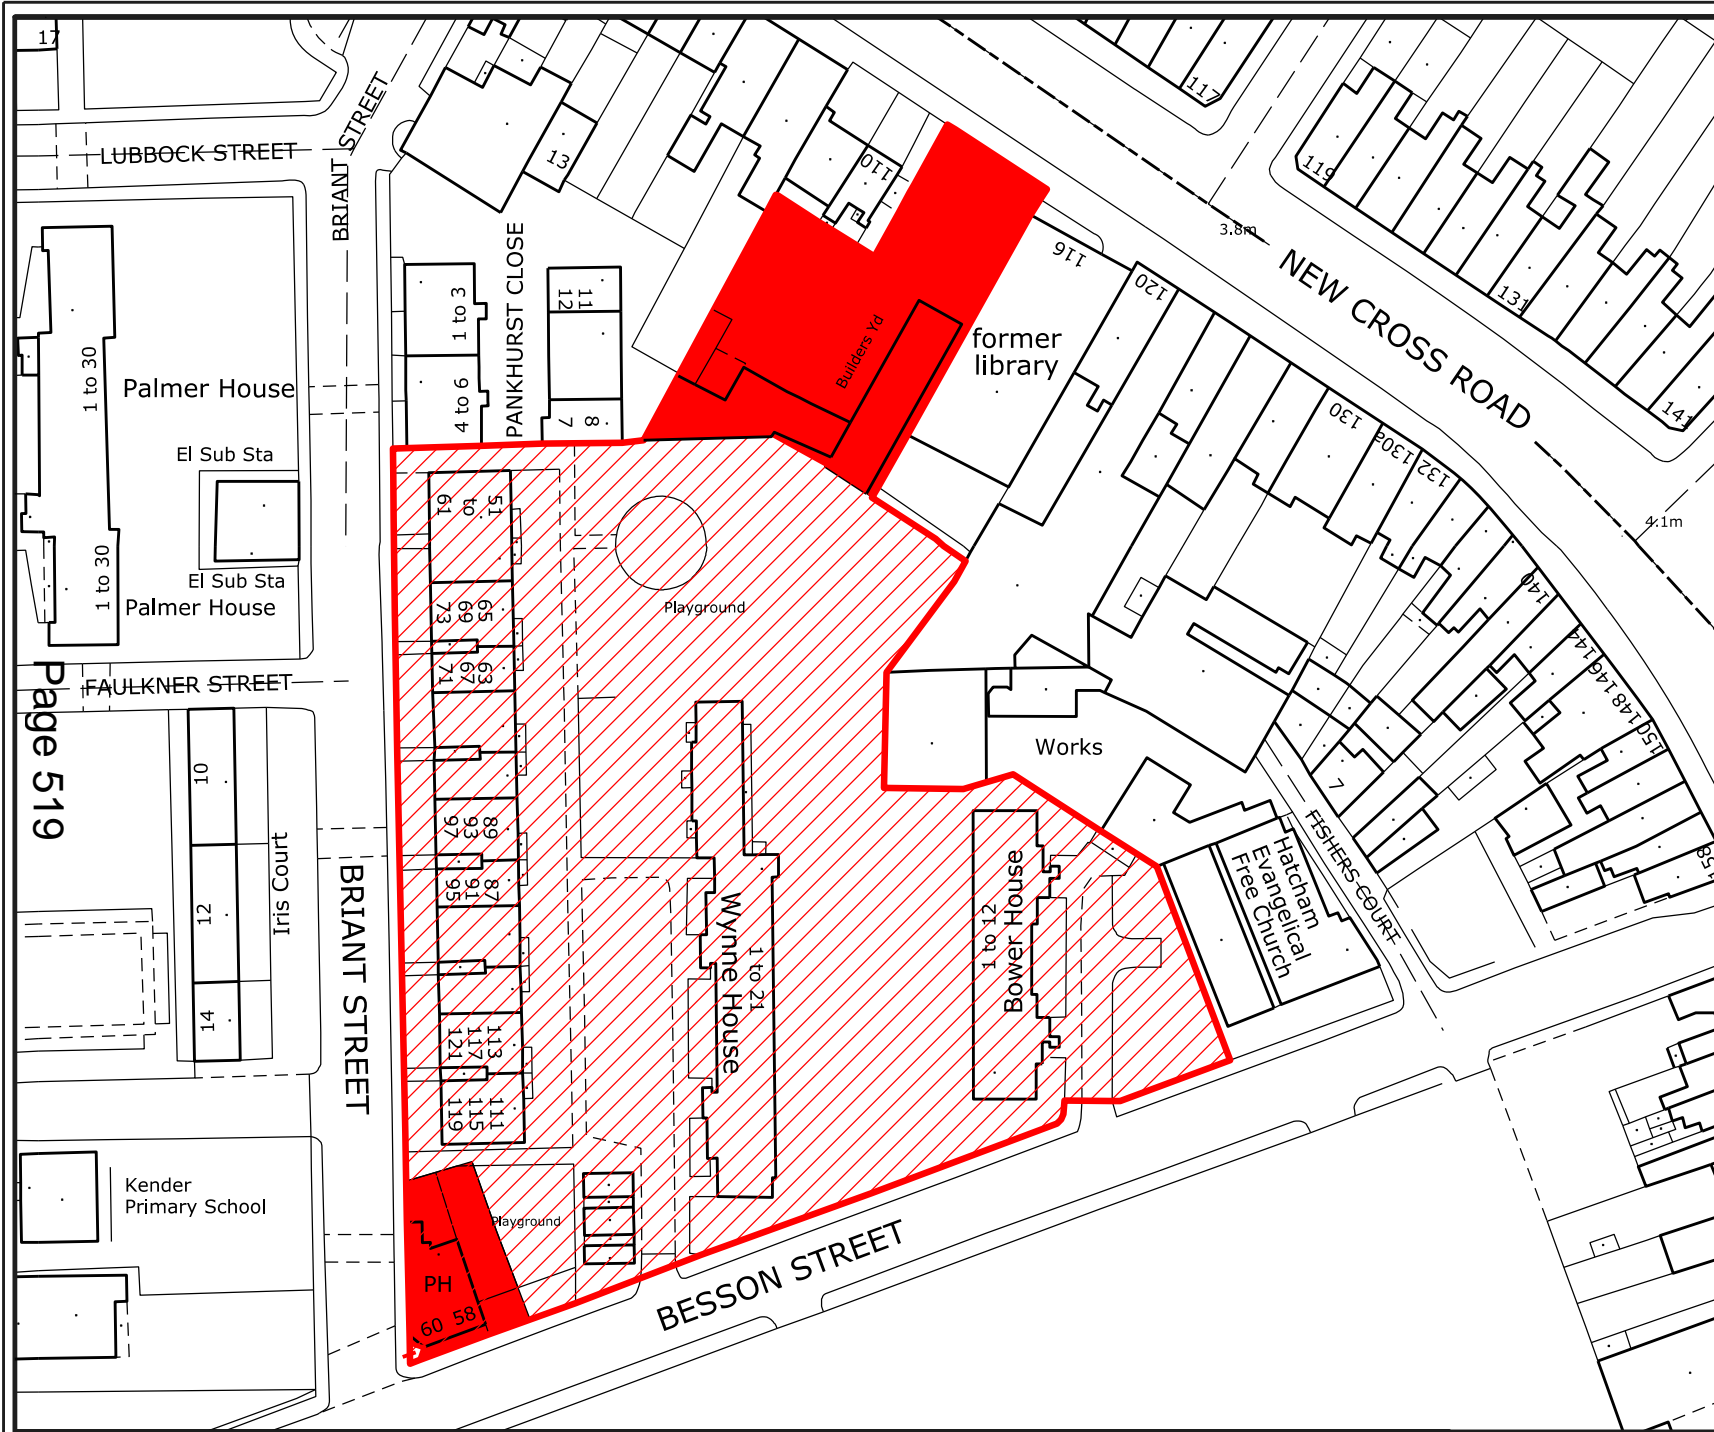 17
LUBBOCK STREET
BRIANT STREET
13
110
117
119
131
141
3.8m
4.1m
NEW CROSS ROAD
116
120
former
library
Builders Yd
PANKHURST CLOSE
1 to 3
4 to 6
11
12
8
7
1 to 30
Palmer House
El Sub Sta
El Sub Sta
Palmer House
1 to 30
130
130a
132
140
144
146
148
150
158
51
to
61
65
69
73
63
67
71
Playground
FAULKNER STREET
Page 519
Works
7
FISHERS COURT
Hatcham
Evangelical
Free Church
10
12
14
Iris Court
BRIANT STREET
89
93
97
87
91
95
113
117
121
111
115
119
1 to 21
Wynne House
1 to 12
Bower House
Kender
Primary School
Playground
PH
60 58
BESSON STREET